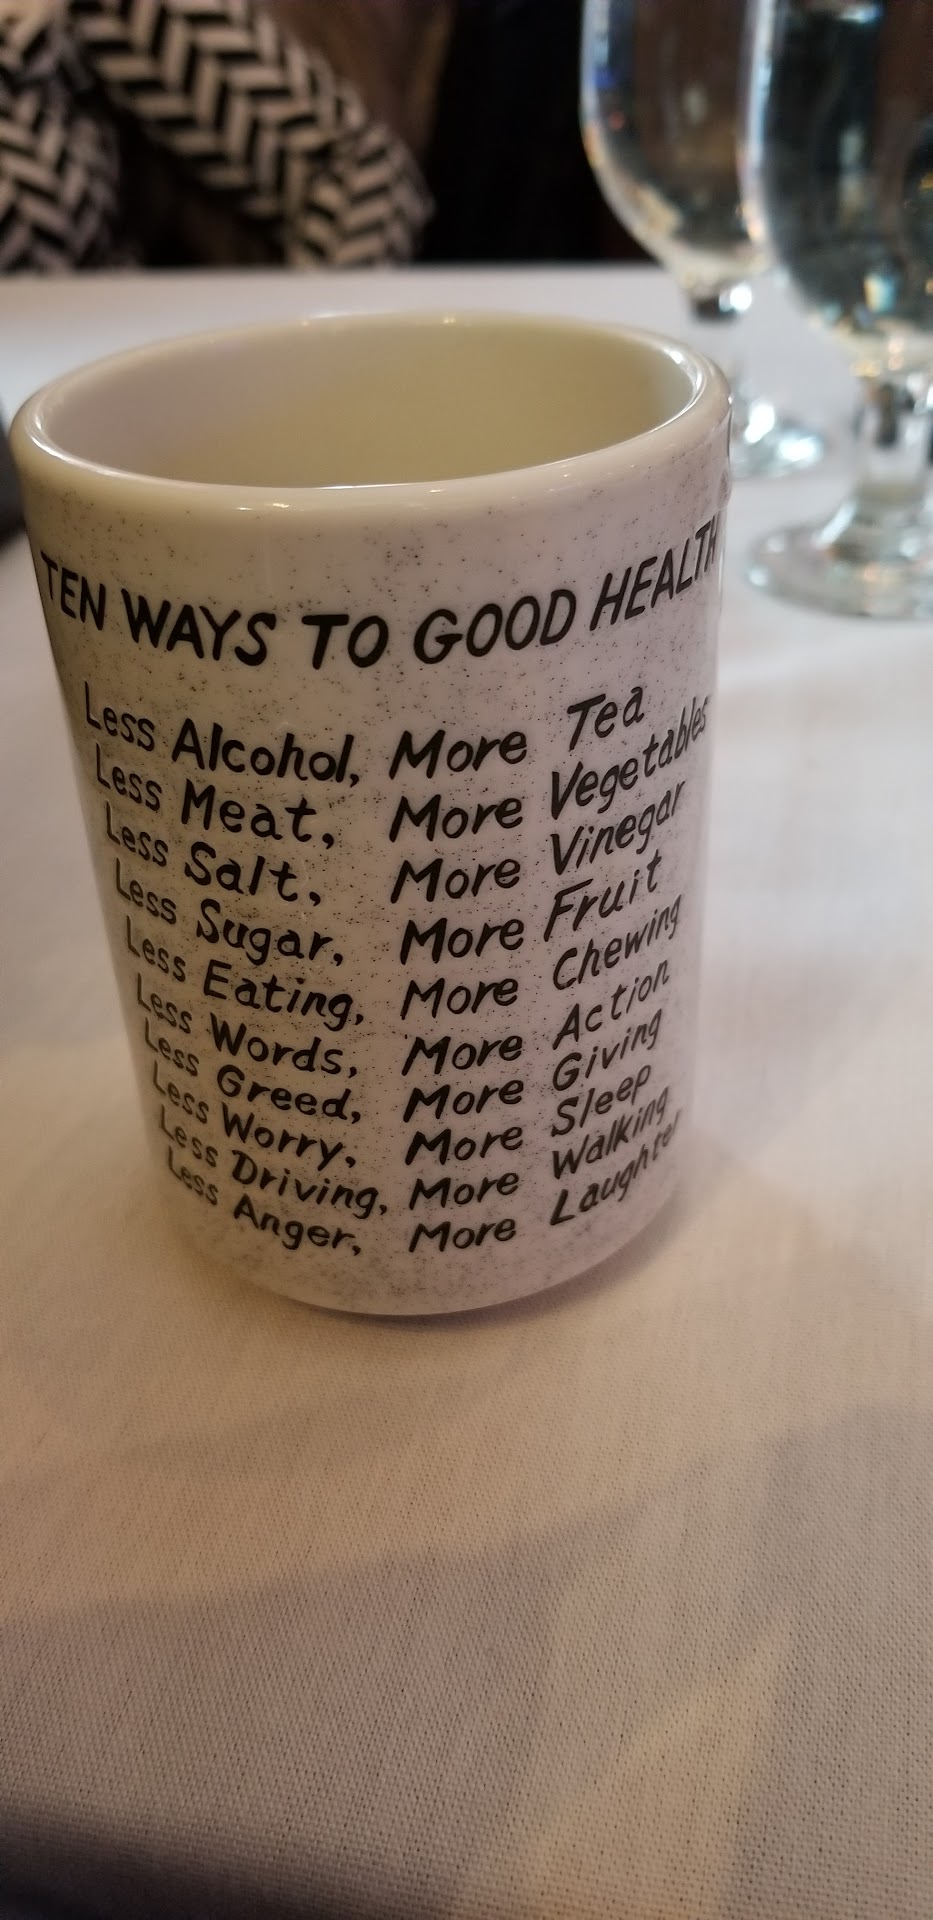 TEN WAYS TO GOOD HEALTH
Less Alcohol, More Tea
Less Meat, More Vegetables
Less Salt, More Vinegar
Less Sugar, More Fruit
Less Eating, More Chewing
Less Words, More Action
Less Greed, More Giving
Less Worry, More Sleep
Less Driving, More Walking
Less Anger, More Laughter